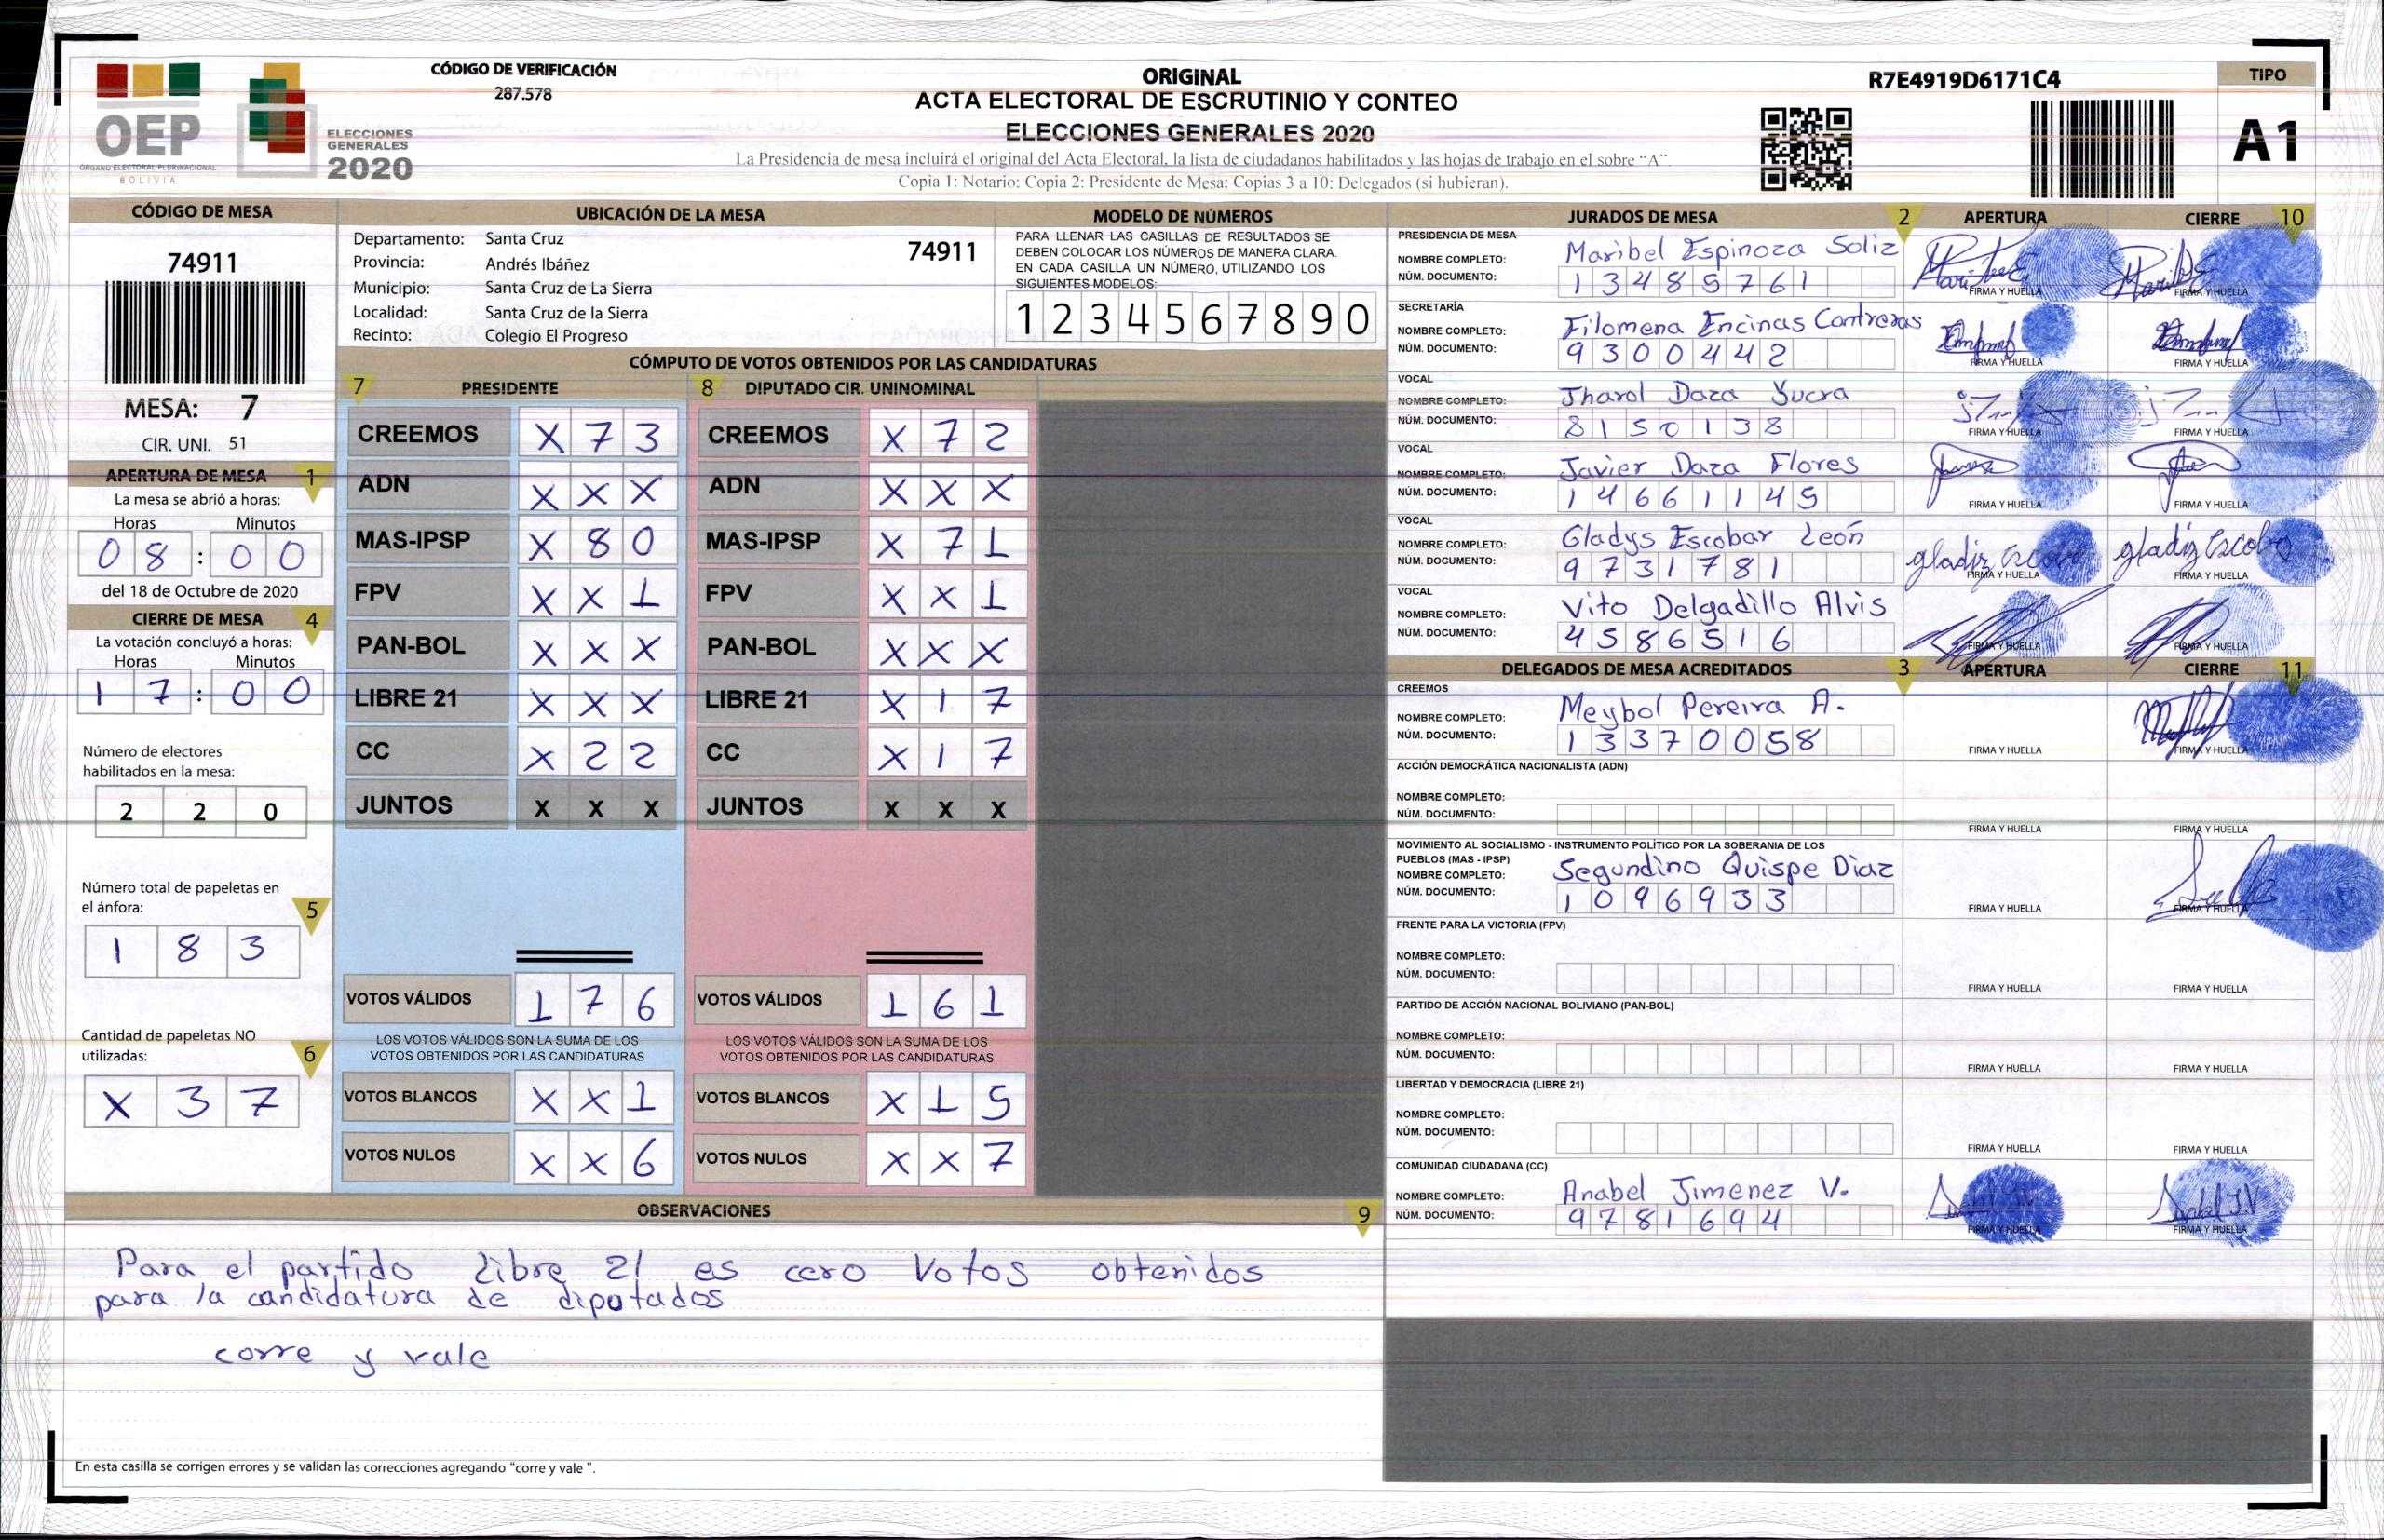 CÓDIGO DE VERIFICACIÓN
287.578
OEP
ÓRGANO ELECTORAL PLURINACIONAL
BOLIVIA
ELECCIONES
GENERALES
2020
ORIGINAL
ACTA ELECTORAL DE ESCRUTINIO Y CONTEO
ELECCIONES GENERALES 2020
La Presidencia de mesa incluirá el original del Acta Electoral, la lista de ciudadanos habilitados y las hojas de trabajo en el sobre “A”.
Copia 1: Notario; Copia 2: Presidente de Mesa; Copias 3 a 10: Delegados (si hubieran).
R7E4919D6171C4
TIPO
A1
CÓDIGO DE MESA
74911
MESA: 7
CIR. UNI. 51
APERTURA DE MESA 1
La mesa se abrió a horas:
Horas Minutos
0 8 : 0 0
del 18 de Octubre de 2020
CIERRE DE MESA 4
La votación concluyó a horas:
Horas Minutos
1 7 : 0 0
Número de electores
habilitados en la mesa:
2 2 0
Número total de papeletas en
el ánfora:
5
1 8 3
Cantidad de papeletas NO
utilizadas:
6
X 3 7
UBICACIÓN DE LA MESA
Departamento: Santa Cruz 74911
Provincia: Andrés Ibáñez
Municipio: Santa Cruz de La Sierra
Localidad: Santa Cruz de la Sierra
Recinto: Colegio El Progreso
MODELO DE NÚMEROS
PARA LLENAR LAS CASILLAS DE RESULTADOS SE
DEBEN COLOCAR LOS NÚMEROS DE MANERA CLARA.
EN CADA CASILLA UN NÚMERO, UTILIZANDO LOS
SIGUIENTES MODELOS:
1 2 3 4 5 6 7 8 9 0
CÓMPUTO DE VOTOS OBTENIDOS POR LAS CANDIDATURAS
7 PRESIDENTE 8 DIPUTADO CIR. UNINOMINAL
CREEMOS X 7 3 CREEMOS X 7 2
ADN X X X ADN X X X
MAS-IPSP X 8 0 MAS-IPSP X 7 1
FPV X X 1 FPV X X 1
PAN-BOL X X X PAN-BOL X X X
LIBRE 21 X X X LIBRE 21 X 1 7
CC X 2 2 CC X 1 7
JUNTOS X X X JUNTOS X X X
VOTOS VÁLIDOS 1 7 6 VOTOS VÁLIDOS 1 6 1
LOS VOTOS VÁLIDOS SON LA SUMA DE LOS LOS VOTOS VÁLIDOS SON LA SUMA DE LOS
VOTOS OBTENIDOS POR LAS CANDIDATURAS VOTOS OBTENIDOS POR LAS CANDIDATURAS
VOTOS BLANCOS X X 1 VOTOS BLANCOS X 1 5
VOTOS NULOS X X 6 VOTOS NULOS X X 7
OBSERVACIONES 9
Para el partido Libre 21 es cero Votos obtenidos
para la candidatura de diputados
corre y vale
En esta casilla se corrigen errores y se validan las correcciones agregando “corre y vale ”.
JURADOS DE MESA 2 APERTURA CIERRE 10
PRESIDENCIA DE MESA
NOMBRE COMPLETO: Maribel Espinoza Soliz
NÚM. DOCUMENTO: 1 3 4 8 5 7 6 1
FIRMA Y HUELLA FIRMA Y HUELLA
SECRETARÍA
NOMBRE COMPLETO: Filomena Encinas Contreras
NÚM. DOCUMENTO: 9 3 0 0 4 4 2
FIRMA Y HUELLA FIRMA Y HUELLA
VOCAL
NOMBRE COMPLETO: Jharol Daza Yucra
NÚM. DOCUMENTO: 8 1 5 0 1 3 8
FIRMA Y HUELLA FIRMA Y HUELLA
VOCAL
NOMBRE COMPLETO: Javier Daza Flores
NÚM. DOCUMENTO: 1 4 6 6 1 1 4 5
FIRMA Y HUELLA FIRMA Y HUELLA
VOCAL
NOMBRE COMPLETO: Gladys Escobar León
NÚM. DOCUMENTO: 9 7 3 1 7 8 1
gladiz Escobar gladiz Escobar
FIRMA Y HUELLA FIRMA Y HUELLA
VOCAL
NOMBRE COMPLETO: Vito Delgadillo Alvis
NÚM. DOCUMENTO: 4 5 8 6 5 1 6
FIRMA Y HUELLA FIRMA Y HUELLA
DELEGADOS DE MESA ACREDITADOS 3 APERTURA CIERRE 11
CREEMOS
NOMBRE COMPLETO: Meybol Pereira A.
NÚM. DOCUMENTO: 1 3 3 7 0 0 5 8
FIRMA Y HUELLA FIRMA Y HUELLA
ACCIÓN DEMOCRÁTICA NACIONALISTA (ADN)
NOMBRE COMPLETO:
NÚM. DOCUMENTO:
FIRMA Y HUELLA FIRMA Y HUELLA
MOVIMIENTO AL SOCIALISMO - INSTRUMENTO POLÍTICO POR LA SOBERANIA DE LOS
PUEBLOS (MAS - IPSP)
NOMBRE COMPLETO: Segundino Quispe Diaz
NÚM. DOCUMENTO: 1 0 9 6 9 3 3
FIRMA Y HUELLA FIRMA Y HUELLA
FRENTE PARA LA VICTORIA (FPV)
NOMBRE COMPLETO:
NÚM. DOCUMENTO:
FIRMA Y HUELLA FIRMA Y HUELLA
PARTIDO DE ACCIÓN NACIONAL BOLIVIANO (PAN-BOL)
NOMBRE COMPLETO:
NÚM. DOCUMENTO:
FIRMA Y HUELLA FIRMA Y HUELLA
LIBERTAD Y DEMOCRACIA (LIBRE 21)
NOMBRE COMPLETO:
NÚM. DOCUMENTO:
FIRMA Y HUELLA FIRMA Y HUELLA
COMUNIDAD CIUDADANA (CC)
NOMBRE COMPLETO: Anabel Jimenez V.
NÚM. DOCUMENTO: 9 7 8 1 6 9 4
FIRMA Y HUELLA FIRMA Y HUELLA